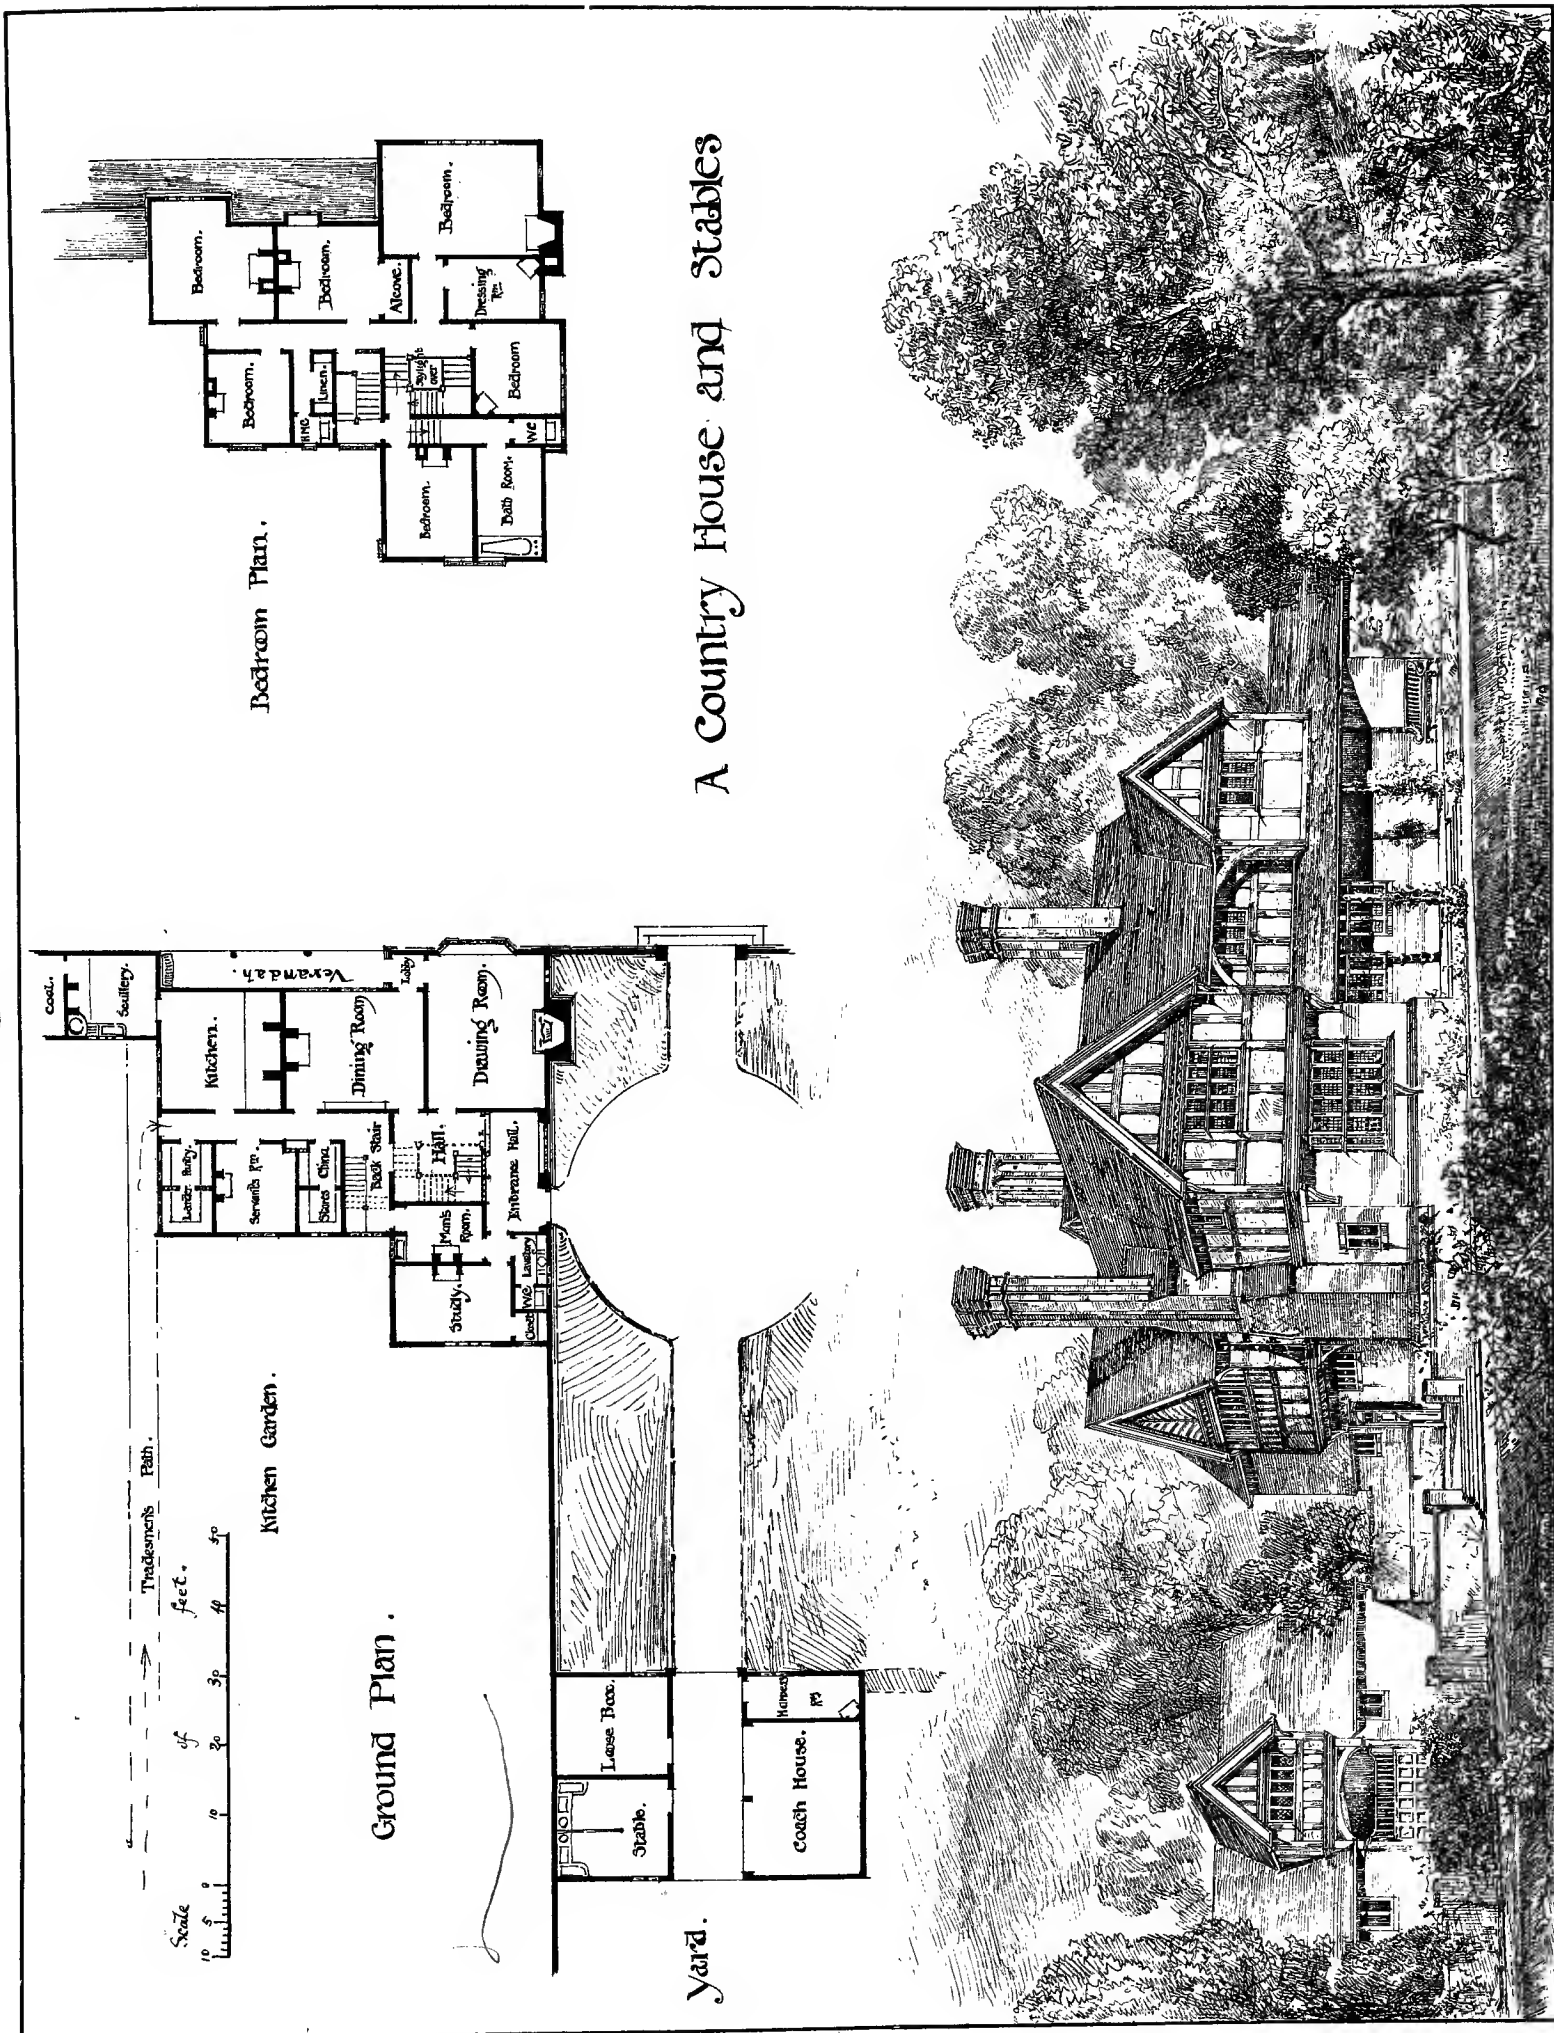 A Country House and Stables
Ground Plan.
Scale of feet.
10 5 0 10 20 30 40 50
Tradesmen's Path.
Kitchen Garden.
Coal.
Scullery.
Kitchen.
Verandah.
Larder
Pantry.
Servants Rm.
Stores
China
Back Stair
Dining Room
Lobby
Drawing Room.
Hall.
Man's
Room.
Entrance Hall.
Study.
Lavatory
WC
Loose Box.
Stable.
Harness
Rm
Coach House.
Yard.
Bedroom Plan.
Bedroom.
Bedroom.
Bedroom.
Alcove.
Dressing
Rm
Bedroom.
HMC
Linen.
Skylight
over
Bedroom
Bedroom.
Bath Room.
WC